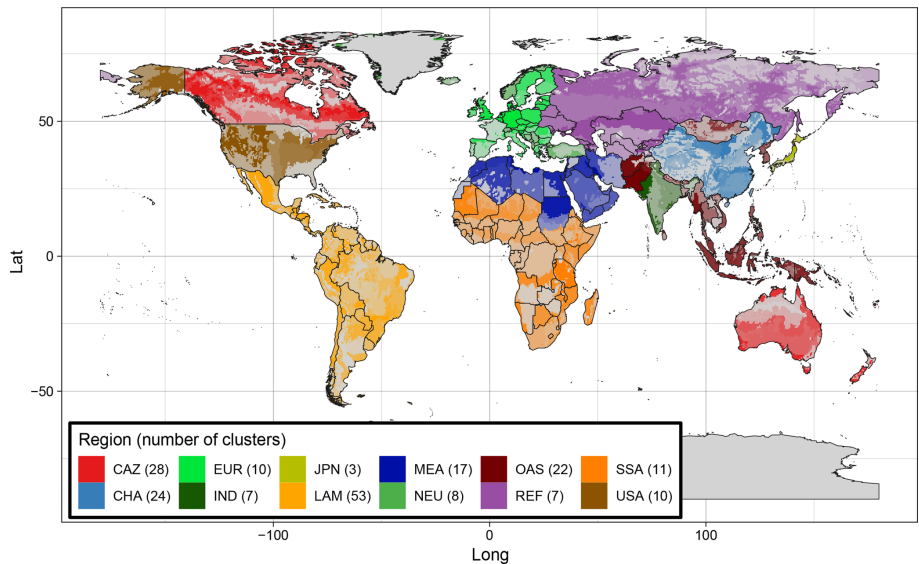 50
0
−50
Lat
Region (number of clusters)
CAZ (28) EUR (10) JPN (3) MEA (17) OAS (22) SSA (11)
CHA (24) IND (7) LAM (53) NEU (8) REF (7) USA (10)
−100 0 100
Long